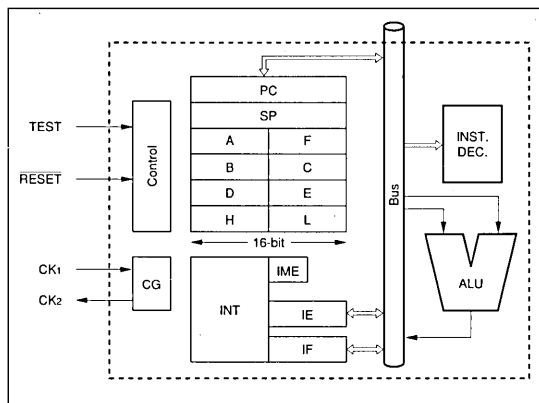 PC
SP
A F
B C
D E
H L
16-bit
TEST
RESET
Control
CK1
CK2
CG
INT
IME
IE
IF
Bus
INST.
DEC.
ALU